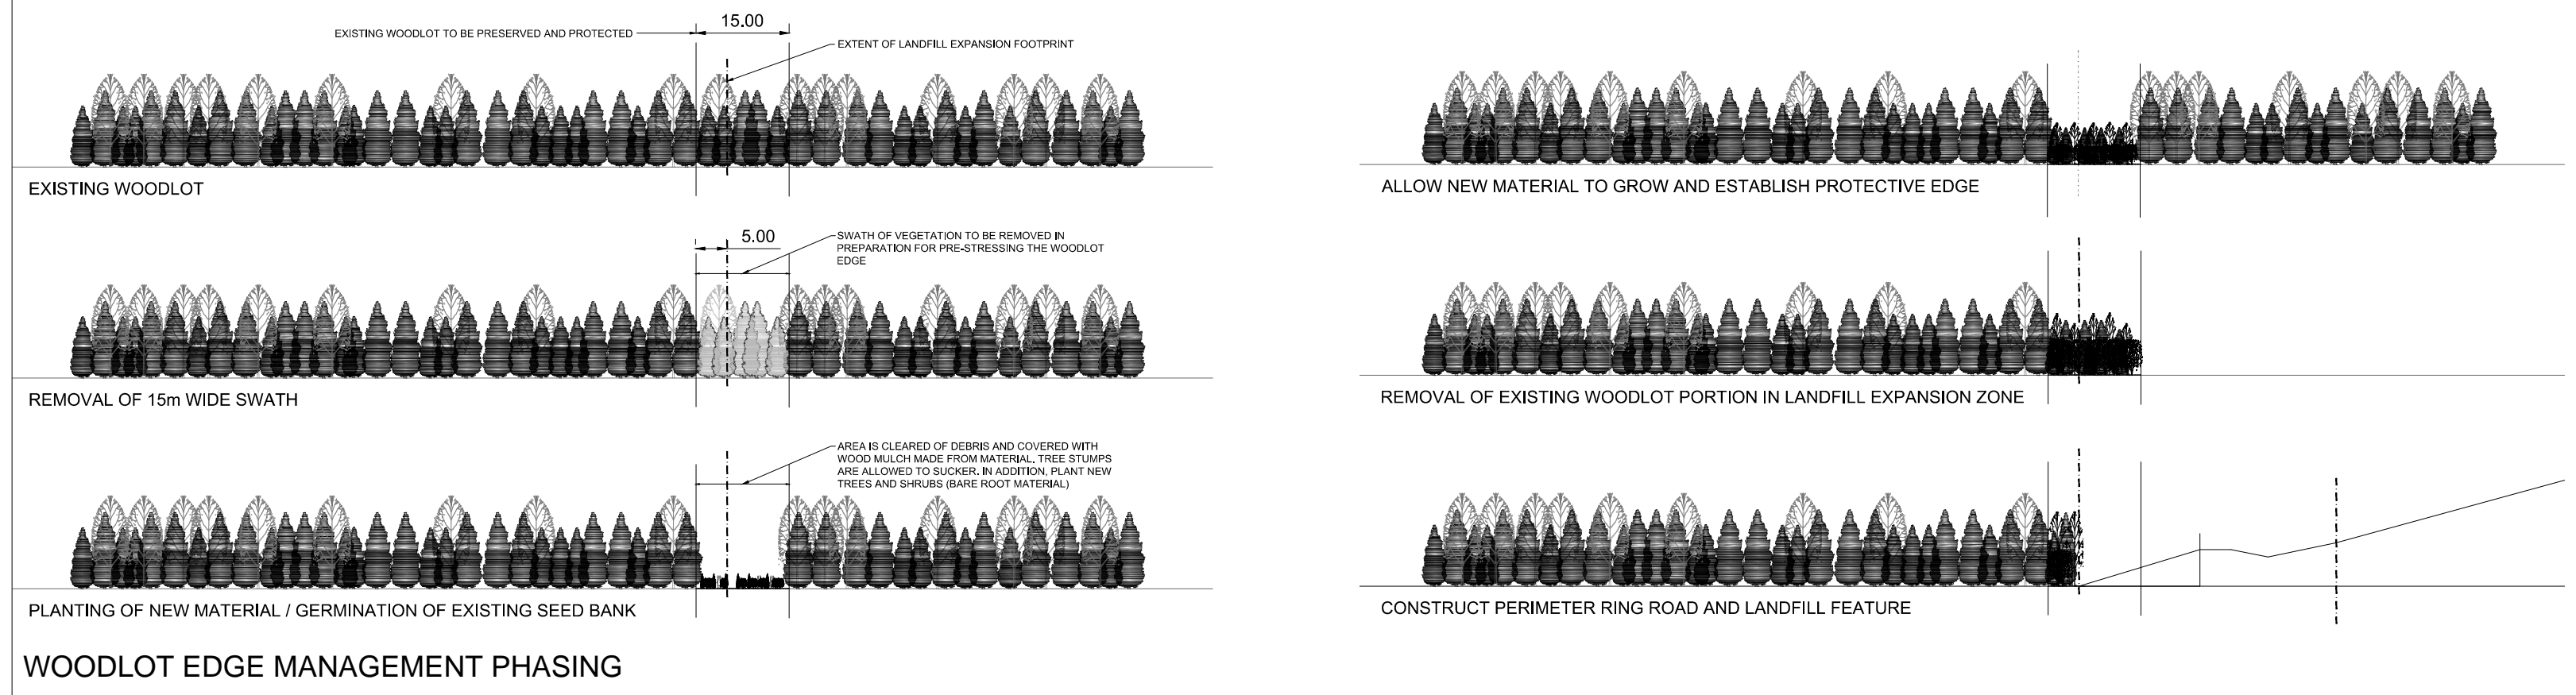 15.00
EXISTING WOODLOT TO BE PRESERVED AND PROTECTED
EXTENT OF LANDFILL EXPANSION FOOTPRINT
EXISTING WOODLOT
5.00
SWATH OF VEGETATION TO BE REMOVED IN
PREPARATION FOR PRE-STRESSING THE WOODLOT
EDGE
REMOVAL OF 15m WIDE SWATH
AREA IS CLEARED OF DEBRIS AND COVERED WITH
WOOD MULCH MADE FROM MATERIAL. TREE STUMPS
ARE ALLOWED TO SUCKER. IN ADDITION, PLANT NEW
TREES AND SHRUBS (BARE ROOT MATERIAL)
PLANTING OF NEW MATERIAL / GERMINATION OF EXISTING SEED BANK
ALLOW NEW MATERIAL TO GROW AND ESTABLISH PROTECTIVE EDGE
REMOVAL OF EXISTING WOODLOT PORTION IN LANDFILL EXPANSION ZONE
CONSTRUCT PERIMETER RING ROAD AND LANDFILL FEATURE
WOODLOT EDGE MANAGEMENT PHASING